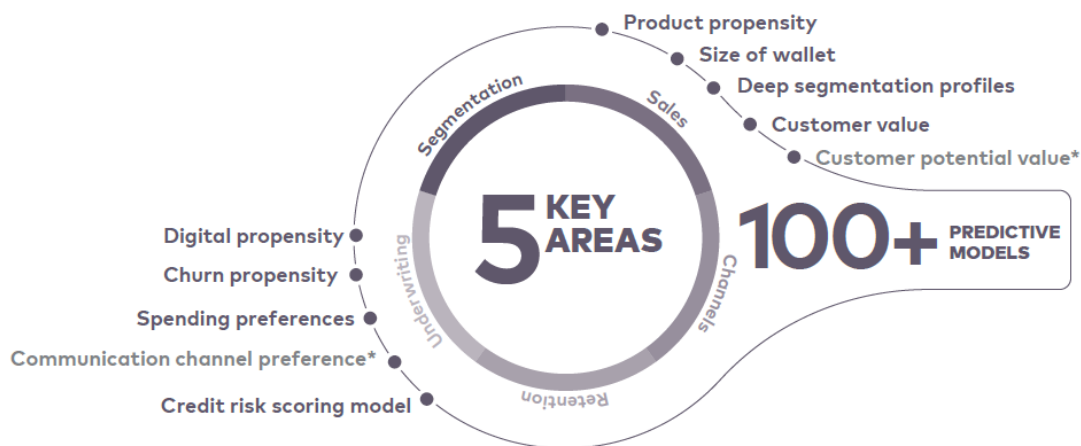 Product propensity
Size of wallet
Deep segmentation profiles
Customer value
Customer potential value*
Segmentation
Sales
Channels
Retention
Underwriting
5 KEY
AREAS
100+ PREDICTIVE
MODELS
Digital propensity
Churn propensity
Spending preferences
Communication channel preference*
Credit risk scoring model